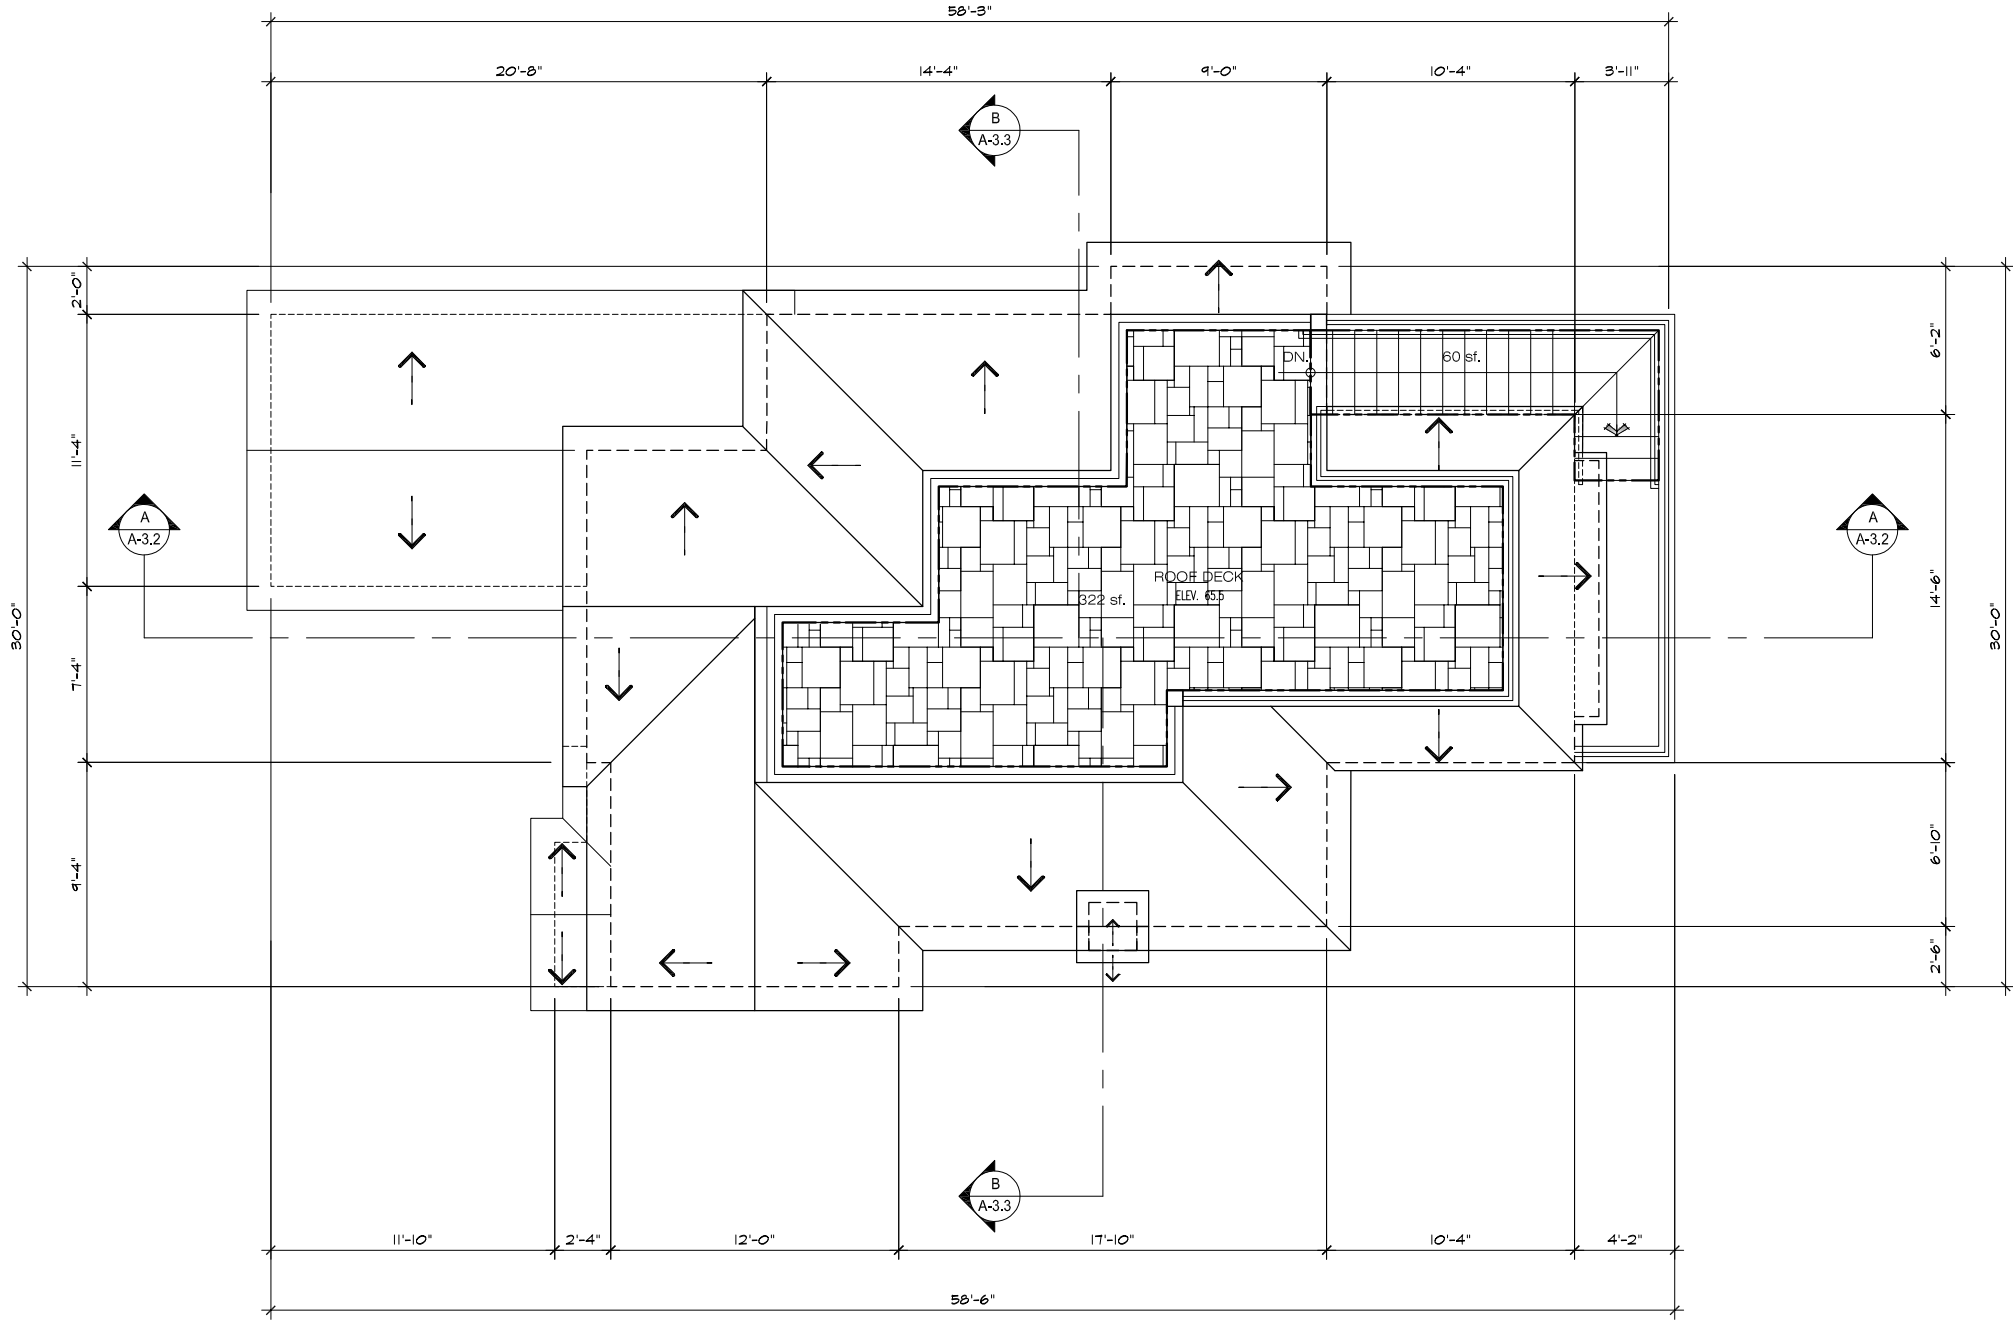 58'-3"
20'-8"
14'-4"
9'-0"
10'-4"
3'-11"
B
A-3.3
2'-0"
11'-4"
7'-4"
9'-4"
30'-0"
6'-2"
14'-6"
6'-10"
2'-6"
30'-0"
DN.
60 sf.
A
A-3.2
A
A-3.2
ROOF DECK
ELEV. 65.5
322 sf.
B
A-3.3
11'-10"
2'-4"
12'-0"
17'-10"
10'-4"
4'-2"
58'-6"